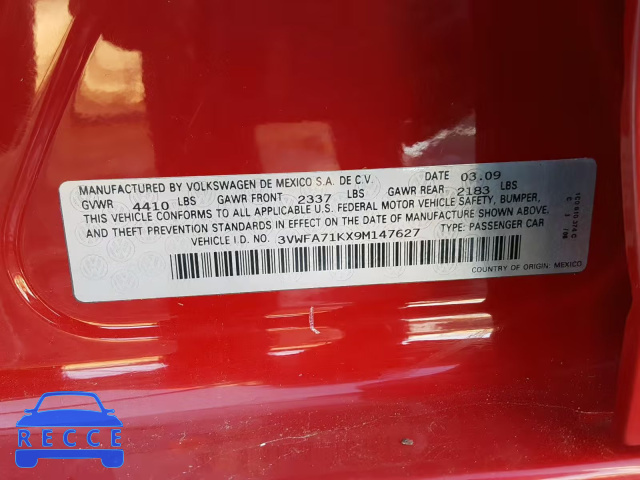 MANUFACTURED BY VOLKSWAGEN DE MEXICO S.A. DE C.V. DATE 03.09
GVWR 4410 LBS GAWR FRONT 2337 LBS GAWR REAR 2183 LBS
THIS VEHICLE CONFORMS TO ALL APPLICABLE U.S. FEDERAL MOTOR VEHICLE SAFETY, BUMPER,
AND THEFT PREVENTION STANDARDS IN EFFECT ON THE DATE OF MANUFACTURE SHOWN ABOVE.
VEHICLE I.D. NO. 3VWFA71KX9M147627 TYPE: PASSENGER CAR
COUNTRY OF ORIGIN: MEXICO
RECCE